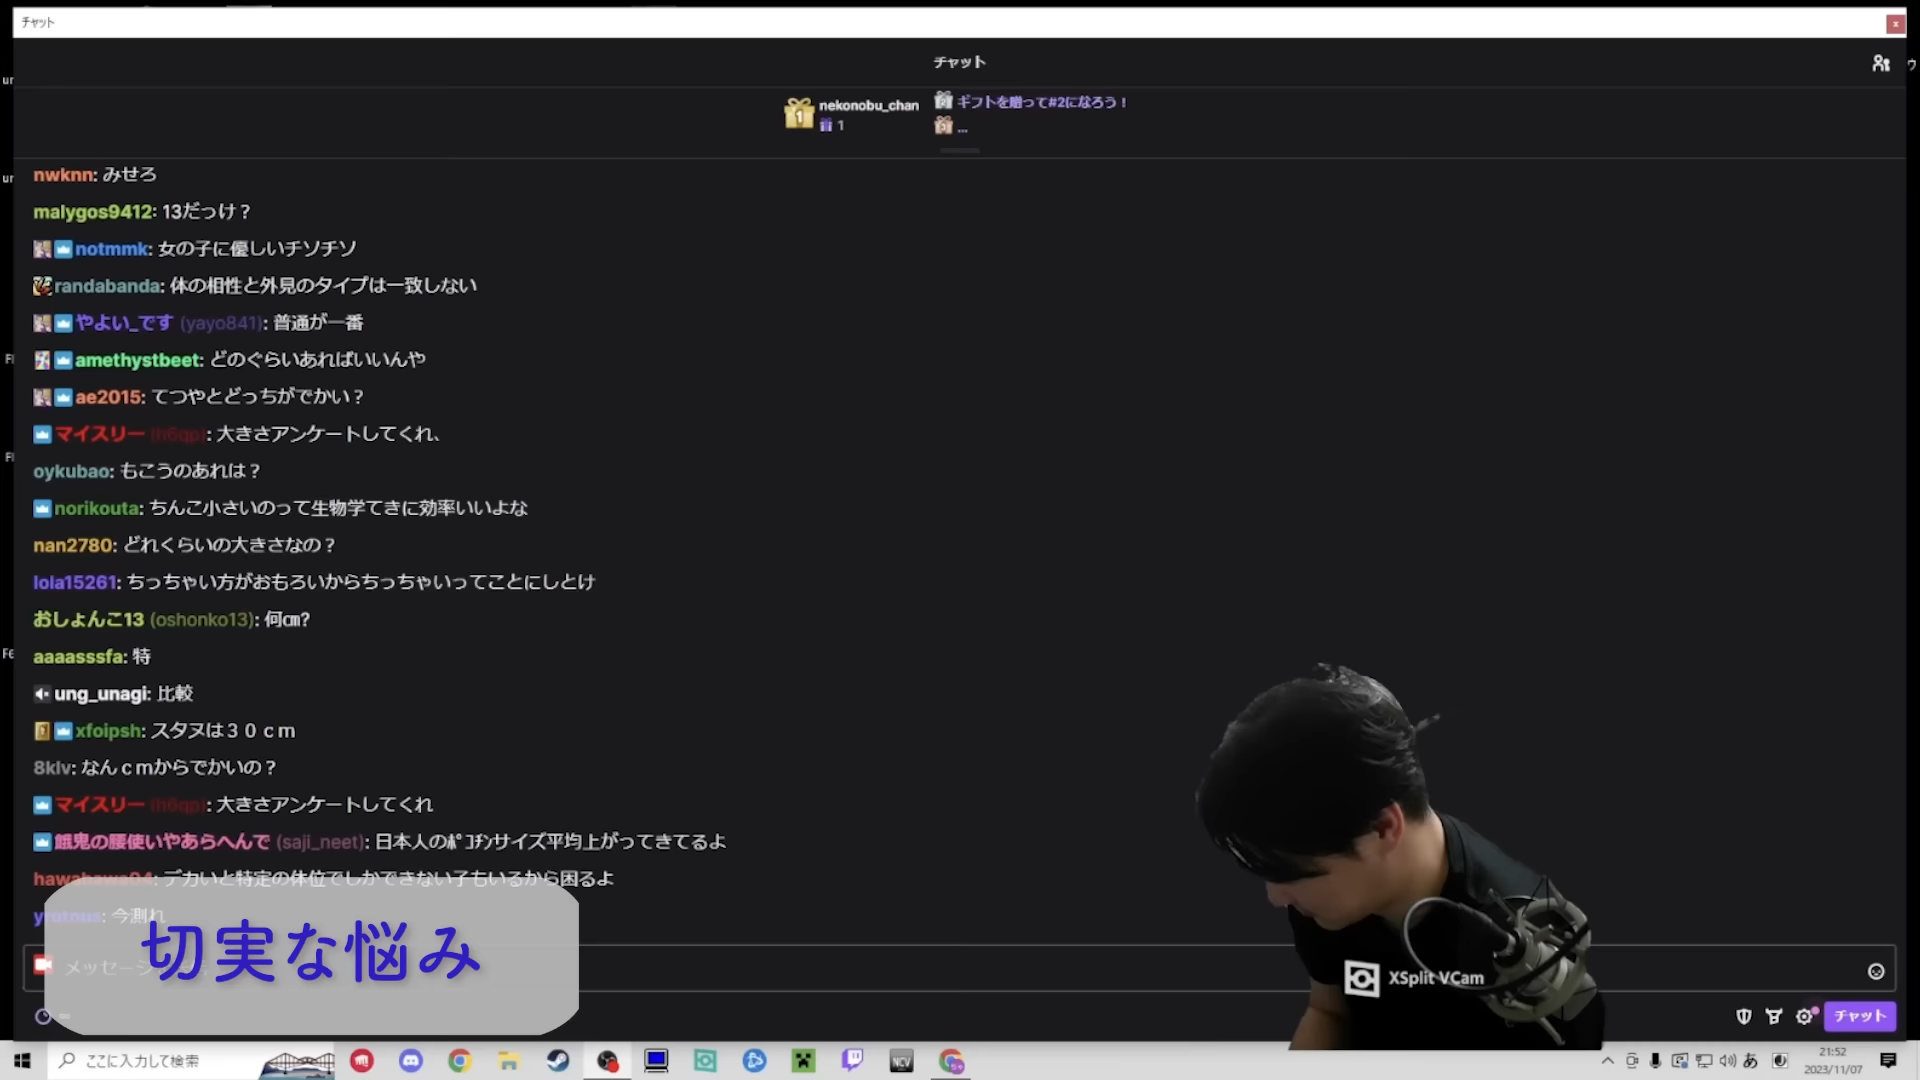 チャット
チャット
nekonobu_chan
1
ギフトを贈って#2になろう！
...
nwknn: みせろ
malygos9412: 13だっけ？
notmmk: 女の子に優しいチソチソ
randabanda: 体の相性と外見のタイプは一致しない
やよい_です (yayo841): 普通が一番
amethystbeet: どのぐらいあればいいんや
ae2015: てつやとどっちがでかい？
マイスリー : 大きさアンケートしてくれ、
oykubao: もこうのあれは？
norikouta: ちんこ小さいのって生物学てきに効率いいよな
nan2780: どれくらいの大きさなの？
lola15261: ちっちゃい方がおもろいからちっちゃいってことにしとけ
おしょんこ13 (oshonko13): 何㎝?
aaaasssfa: 特
ung_unagi: 比較
xfoipsh: スタヌは３０ｃｍ
8klv: なんｃｍからでかいの？
マイスリー : 大きさアンケートしてくれ
餓鬼の腰使いやあらへんで (saji_neet): 日本人のﾎﾟｺﾁﾝサイズ平均上がってきてるよ
デカいと特定の体位でしかできない子もいるから困るよ
今測れ
切実な悩み
XSplit VCam
チャット
ここに入力して検索
NCV
あ
21:52
2023/11/07